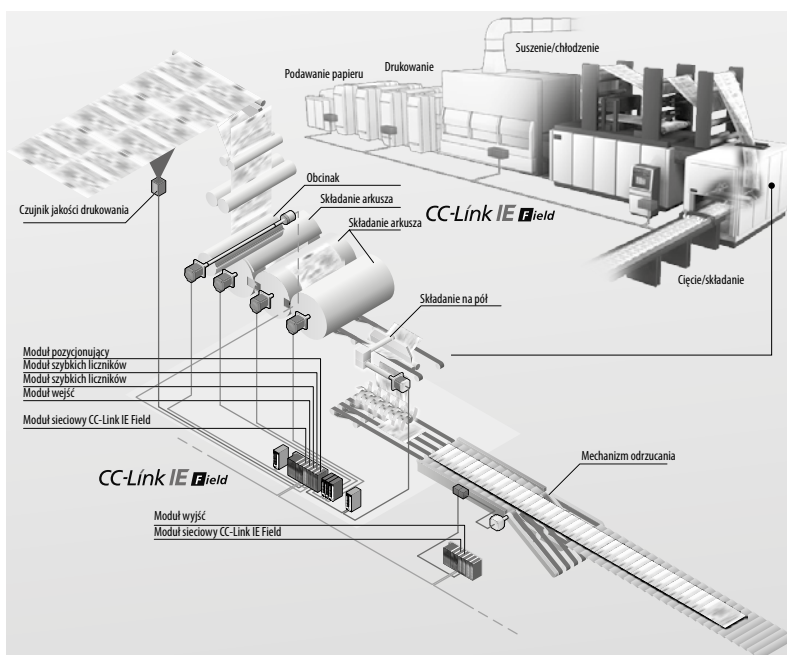 Suszenie/chłodzenie
Podawanie papieru
Drukowanie
Obcinak
Składanie arkusza
Składanie arkusza
Czujnik jakości drukowania
CC-Línk IE Field
Cięcie/składanie
Składanie na pół
Moduł pozycjonujący
Moduł szybkich liczników
Moduł szybkich liczników
Moduł wejść
Moduł sieciowy CC-Link IE Field
CC-Línk IE Field
Mechanizm odrzucania
Moduł wyjść
Moduł sieciowy CC-Link IE Field